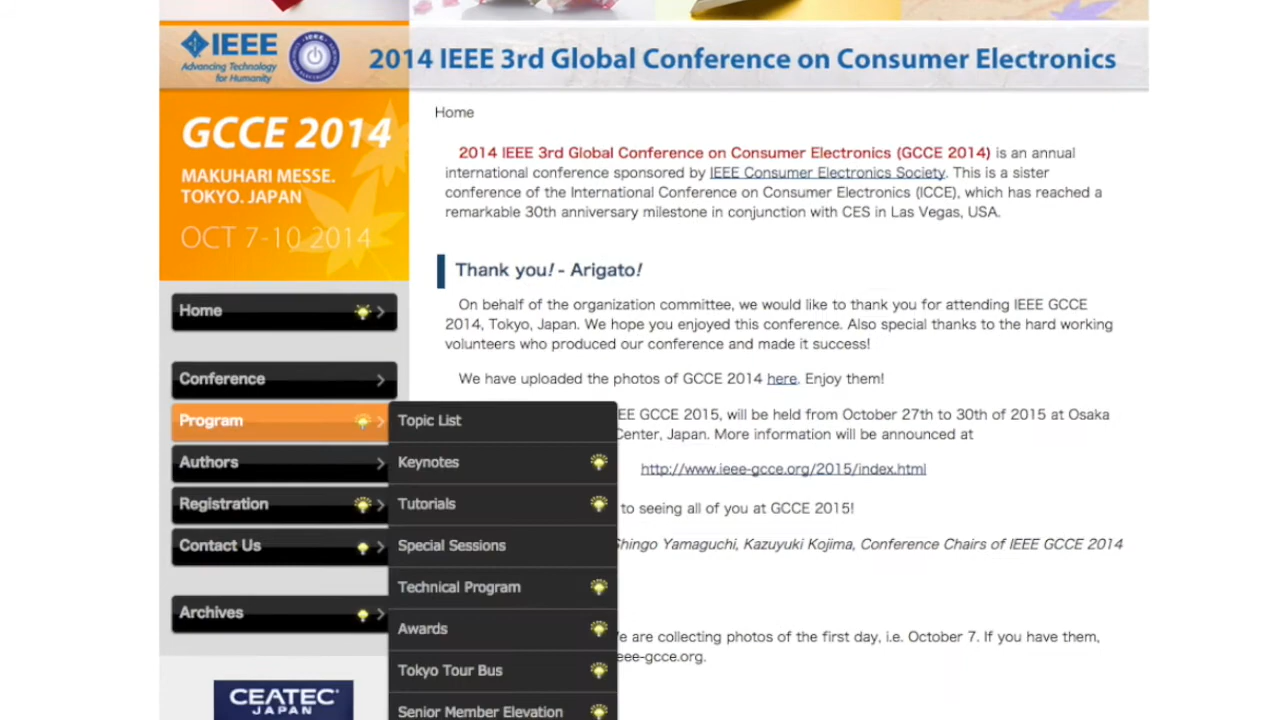 IEEE
Advancing Technology
for Humanity
2014 IEEE 3rd Global Conference on Consumer Electronics
GCCE 2014
MAKUHARI MESSE.
TOKYO. JAPAN
OCT 7-10 2014
Home
Conference
Program
Authors
Registration
Contact Us
Archives
CEATEC
JAPAN
Topic List
Keynotes
Tutorials
Special Sessions
Technical Program
Awards
Tokyo Tour Bus
Senior Member Elevation
Home
2014 IEEE 3rd Global Conference on Consumer Electronics (GCCE 2014) is an annual
international conference sponsored by IEEE Consumer Electronics Society. This is a sister
conference of the International Conference on Consumer Electronics (ICCE), which has reached a
remarkable 30th anniversary milestone in conjunction with CES in Las Vegas, USA.
Thank you! - Arigato!
On behalf of the organization committee, we would like to thank you for attending IEEE GCCE
2014, Tokyo, Japan. We hope you enjoyed this conference. Also special thanks to the hard working
volunteers who produced our conference and made it success!
We have uploaded the photos of GCCE 2014 here. Enjoy them!
EE GCCE 2015, will be held from October 27th to 30th of 2015 at Osaka
Center, Japan. More information will be announced at
http://www.ieee-gcce.org/2015/index.html
to seeing all of you at GCCE 2015!
Shingo Yamaguchi, Kazuyuki Kojima, Conference Chairs of IEEE GCCE 2014
are collecting photos of the first day, i.e. October 7. If you have them,
eee-gcce.org.